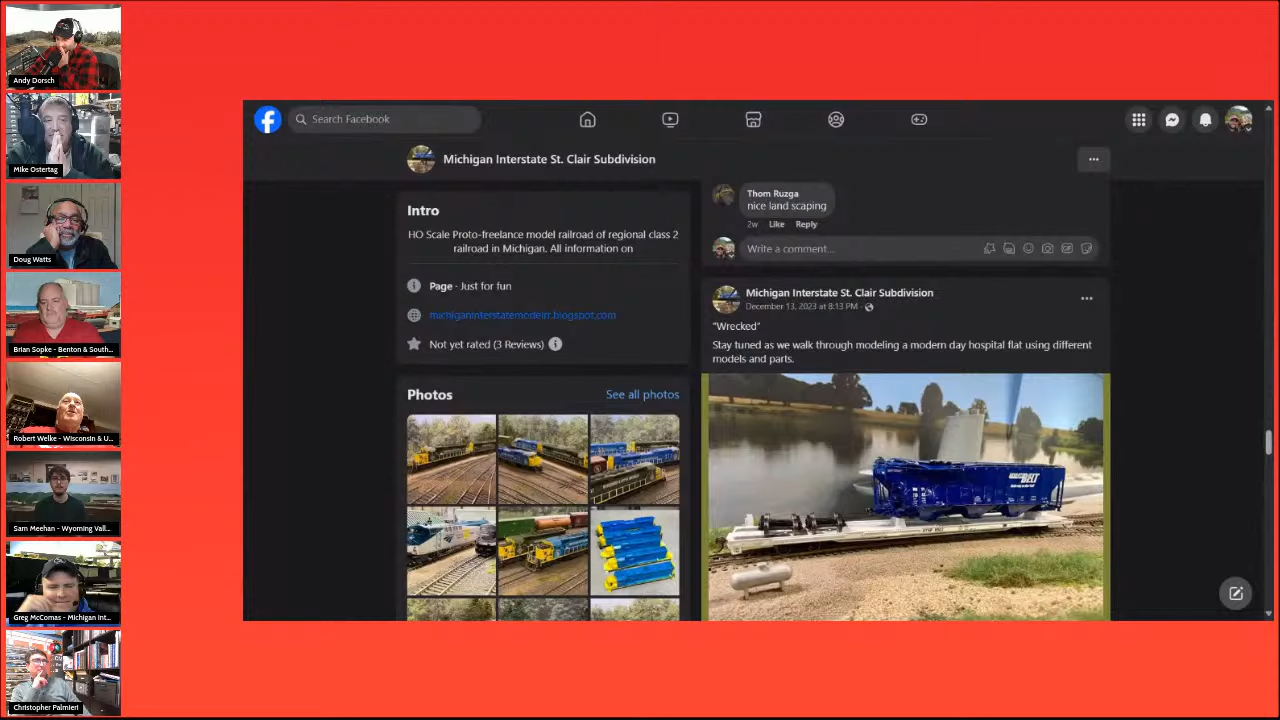 Andy Dorsch
Mike Ostertag
Doug Watts
Brian Sopke - Benton & South...
Robert Welke - Wisconsin & U...
Sam Meehan - Wyoming Vall...
Greg McComas - Michigan Int...
Christopher Palmieri
Search Facebook
Michigan Interstate St. Clair Subdivision
Intro
HO Scale Proto-freelance model railroad of regional class 2
railroad in Michigan. All information on
Page · Just for fun
michiganinterstatemodelrr.blogspot.com
Not yet rated (3 Reviews)
Photos
See all photos
Thom Ruzga
nice land scaping
2w Like Reply
Write a comment...
Michigan Interstate St. Clair Subdivision
December 13, 2023 at 8:13 PM ·
"Wrecked"
Stay tuned as we walk through modeling a modern day hospital flat using different
models and parts.
BELT